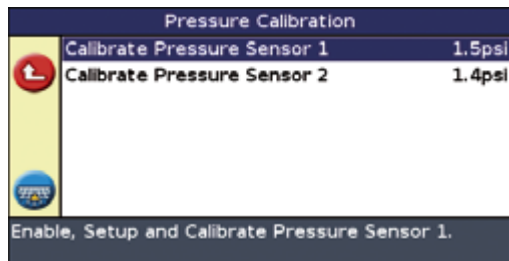 Pressure Calibration
Calibrate Pressure Sensor 1 1.5psi
Calibrate Pressure Sensor 2 1.4psi
Enable, Setup and Calibrate Pressure Sensor 1.